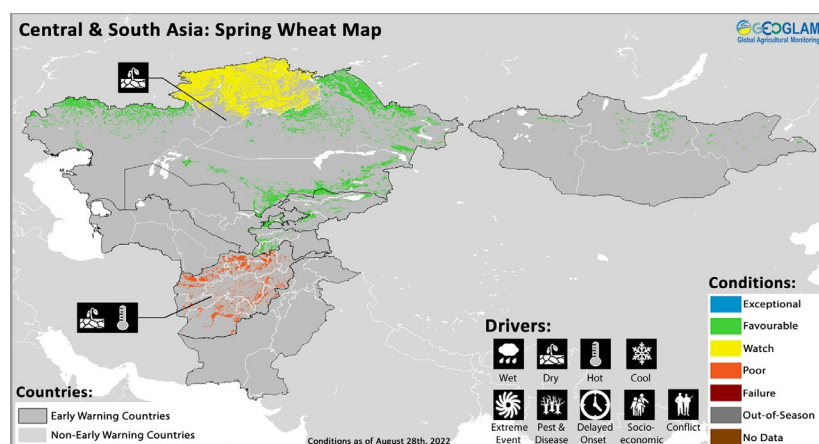 Central & South Asia: Spring Wheat Map
GEOGLAM
Global Agricultural Monitoring
Conditions:
Exceptional
Favourable
Watch
Poor
Failure
Out-of-Season
No Data
Drivers:
Wet
Dry
Hot
Cool
Extreme Event
Pest & Disease
Delayed Onset
Socio-economic
Conflict
Countries:
Early Warning Countries
Non-Early Warning Countries
Conditions as of August 28th, 2022